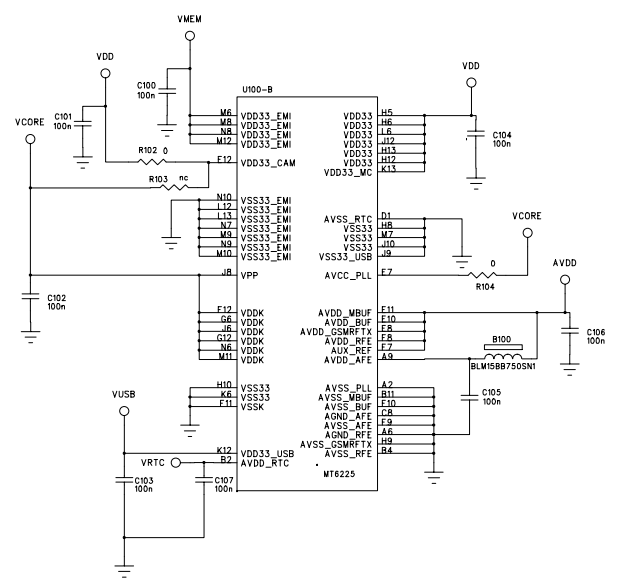 VMEM
VDD
U100-B
VDD
C100
100n
C101
100n
VCORE
M6 VDD33_EMI
M8 VDD33_EMI
N8 VDD33_EMI
M12 VDD33_EMI
VDD33 H5
VDD33 H6
VDD33 L6
VDD33 J12
VDD33 H13
VDD33 H12
VDD33_MC K13
C104
100n
R102 0
E12 VDD33_CAM
R103 nc
N10 VSS33_EMI
L12 VSS33_EMI
L13 VSS33_EMI
N7 VSS33_EMI
M9 VSS33_EMI
N9 VSS33_EMI
M10 VSS33_EMI
AVSS_RTC D1
VSS33 H8
VSS33 M7
VSS33 J10
VSS33_USB J9
VCORE
J8 VPP
AVCC_PLL E7
0
R104
AVDD
C102
100n
F12 VDDK
G6 VDDK
J6 VDDK
G12 VDDK
N6 VDDK
M11 VDDK
AVDD_MBUF E11
AVDD_BUF E10
AVDD_GSMRFTX E8
AVDD_RFE F8
AUX_REF F7
AVDD_AFE A9
B100
BLM15BB750SN1
C106
100n
VUSB
H10 VSS33
K6 VSS33
F11 VSSK
AVSS_PLL A2
AVSS_MBUF B11
AVSS_BUF F10
AGND_AFE C8
AVSS_AFE F9
AGND_RFE A6
AVSS_GSMRFTX H9
AVSS_RFE B4
C105
100n
K12 VDD33_USB
VRTC B2 AVDD_RTC
C103
100n
C107
100n
MT6225